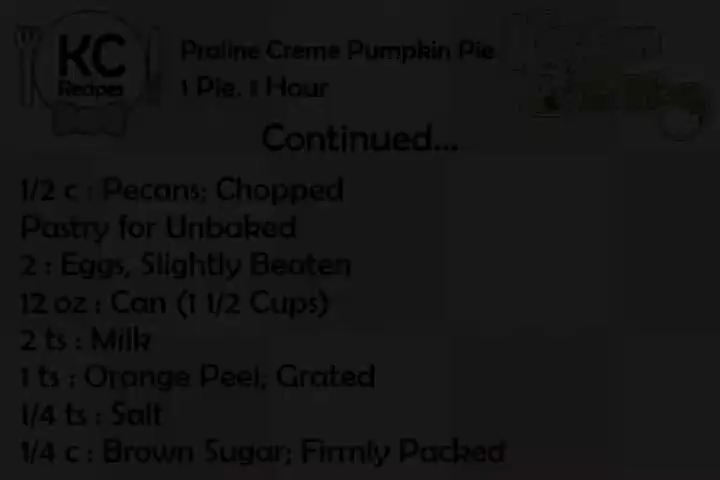 KC
Recipes
Praline Creme Pumpkin Pie
1 Pie, 1 Hour
Continued...
1/2 c : Pecans; Chopped
Pastry for Unbaked
2 : Eggs, Slightly Beaten
12 oz : Can (1 1/2 Cups)
2 ts : Milk
1 ts : Orange Peel; Grated
1/4 ts : Salt
1/4 c : Brown Sugar; Firmly Packed